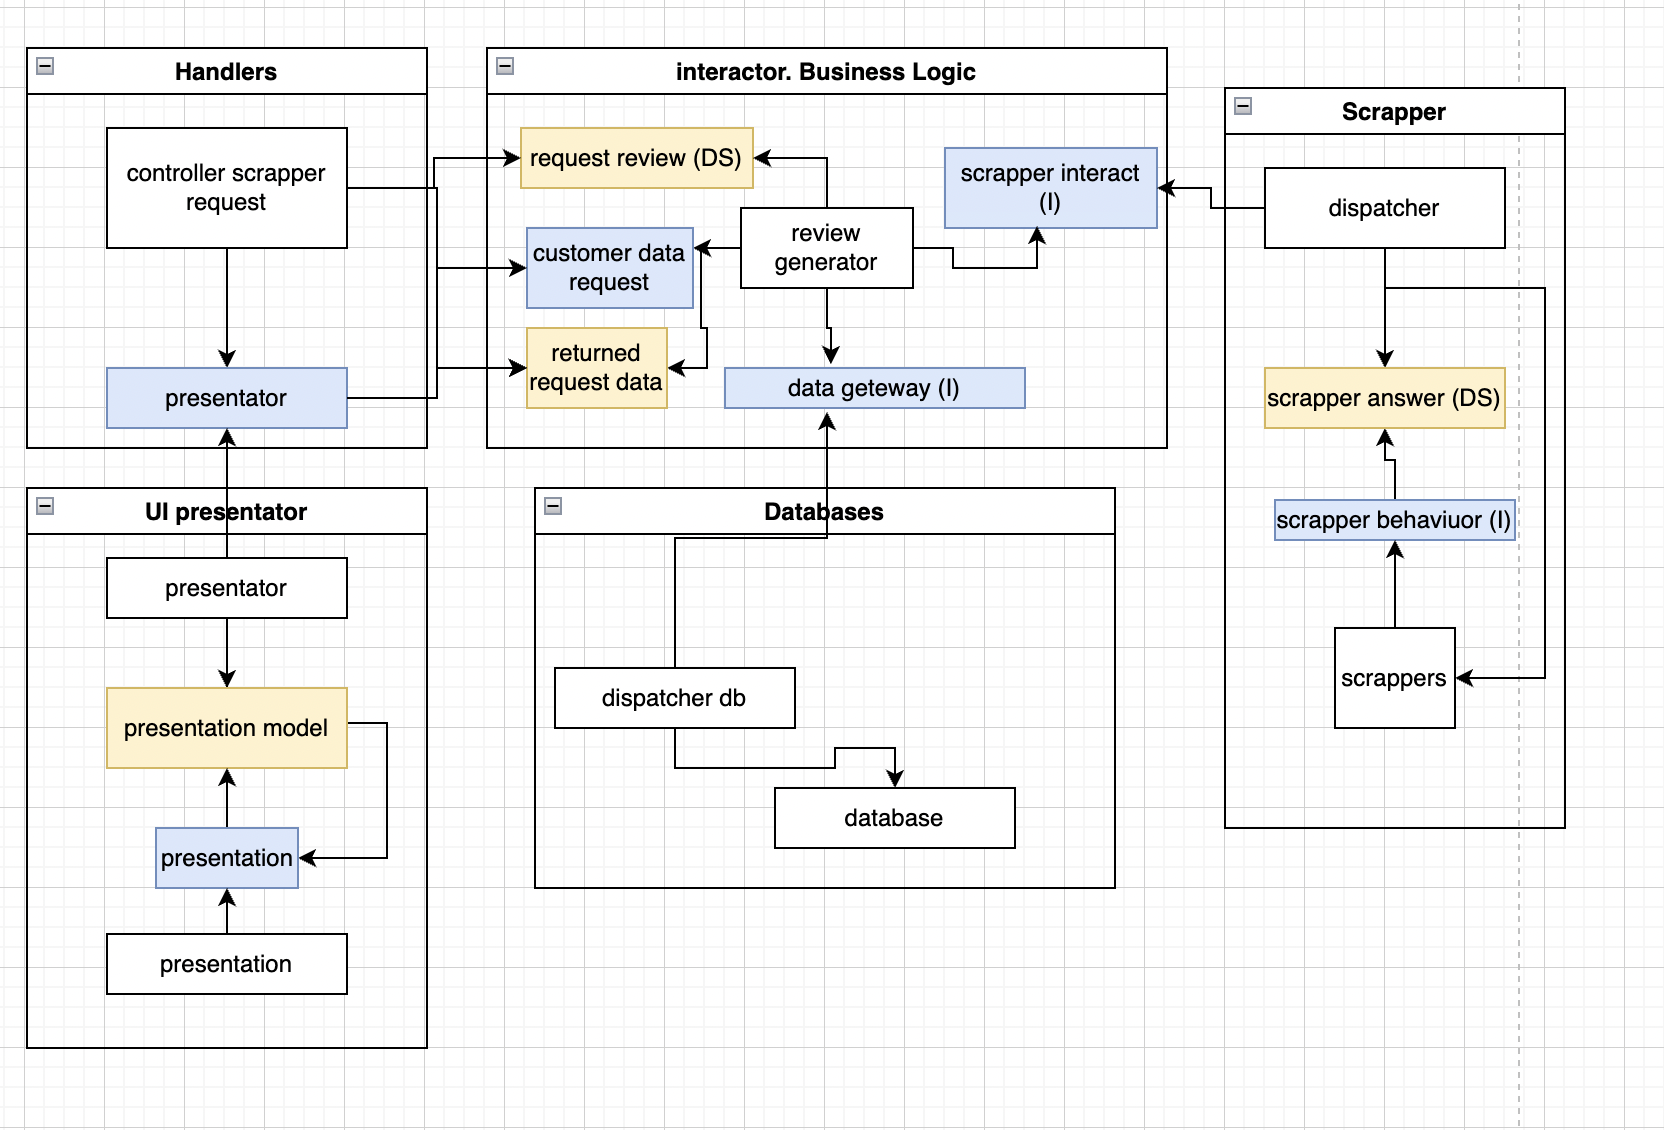 Handlers
controller scrapper
request
presentator
interactor. Business Logic
request review (DS)
customer data
request
returned
request data
review
generator
scrapper interact
(I)
data geteway (I)
Scrapper
dispatcher
scrapper answer (DS)
scrapper behaviuor (I)
scrappers
UI presentator
presentator
presentation model
presentation
presentation
Databases
dispatcher db
database